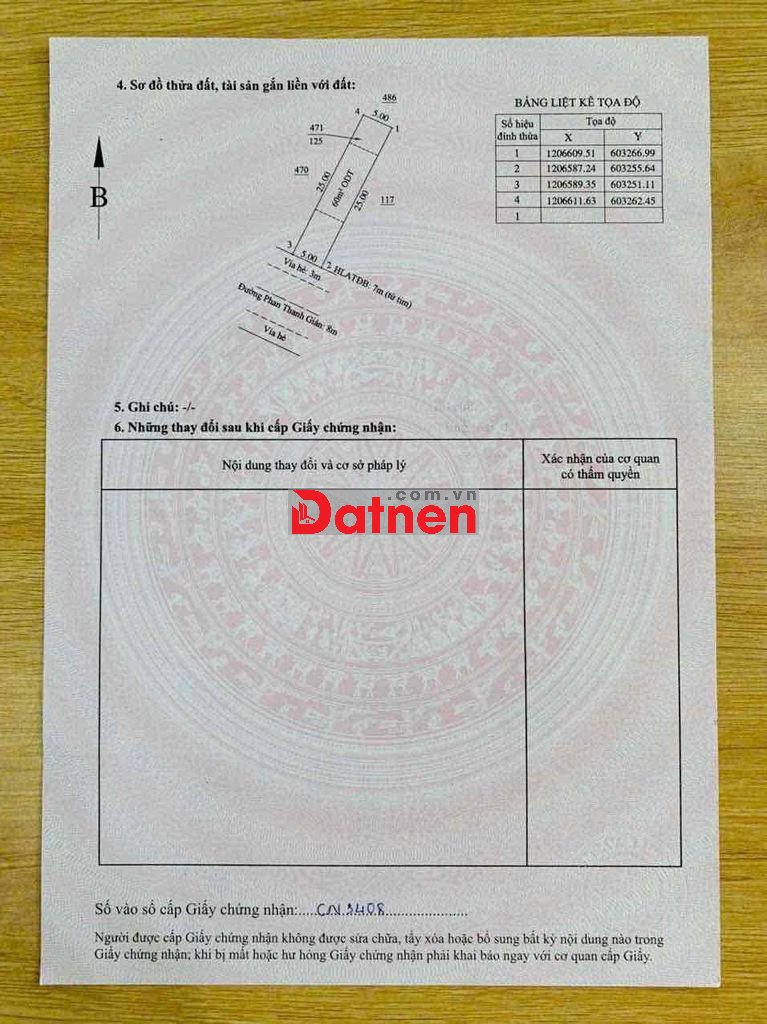 4. Sơ đồ thửa đất, tài sản gắn liền với đất:
486
4 5.00 1
471
125
470
25.00
60m² ODT
25.00
117
3 5.00 2
Vỉa hè: 3m
HLATĐB: 7m (từ tim)
Đường Phan Thanh Giản: 8m
Vỉa hè
B
BẢNG LIỆT KÊ TỌA ĐỘ
Số hiệu đỉnh thửa
Tọa độ
X Y
1 1206609.51 603266.99
2 1206587.24 603255.64
3 1206589.35 603251.11
4 1206611.63 603262.45
1
5. Ghi chú: -/-
6. Những thay đổi sau khi cấp Giấy chứng nhận:
Nội dung thay đổi và cơ sở pháp lý
Xác nhận của cơ quan
có thẩm quyền
.com.vn
Datnen
Số vào sổ cấp Giấy chứng nhận:.....CN 3408.....................
Người được cấp Giấy chứng nhận không được sửa chữa, tẩy xóa hoặc bổ sung bất kỳ nội dung nào trong
Giấy chứng nhận; khi bị mất hoặc hư hỏng Giấy chứng nhận phải khai báo ngay với cơ quan cấp Giấy.